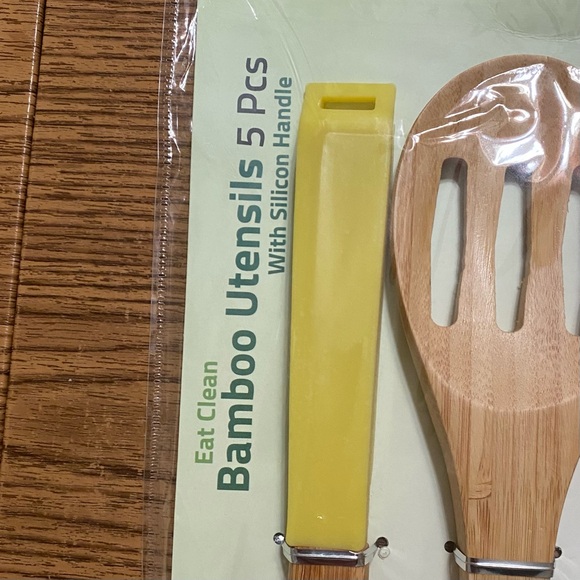 Eat Clean
Bamboo Utensils 5 Pcs
With Silicon Handle